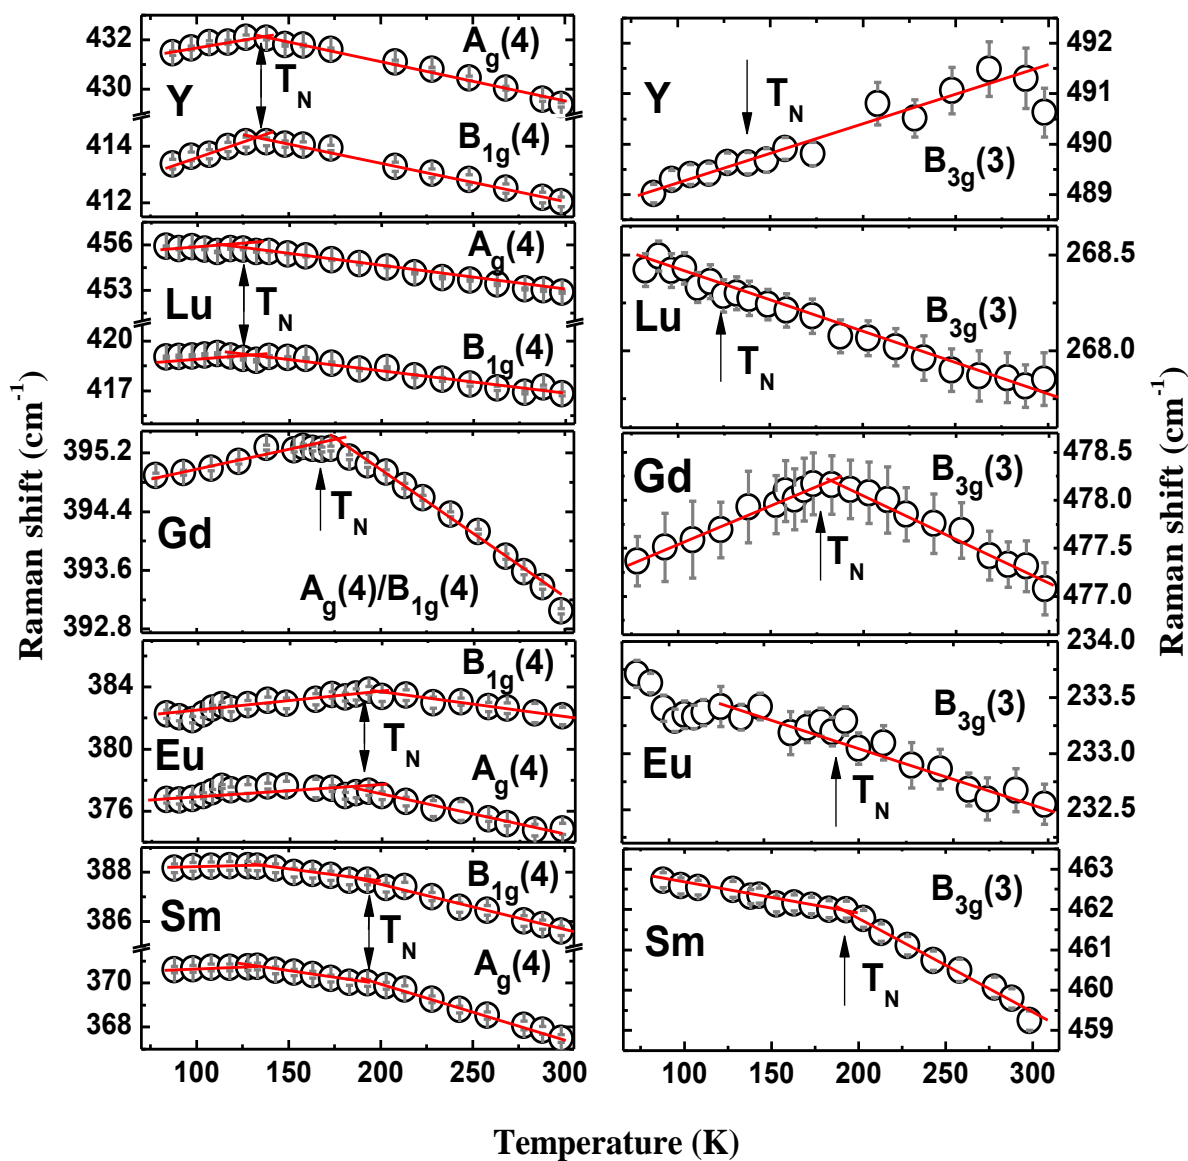 Raman shift (cm-1)
432
430
414
412
Ag(4)
TN
Y
B1g(4)
456
453
420
417
Ag(4)
Lu
TN
B1g(4)
395.2
394.4
393.6
392.8
TN
Gd
Ag(4)/B1g(4)
384
380
376
B1g(4)
Eu
TN
Ag(4)
388
386
370
368
B1g(4)
Sm
TN
Ag(4)
100 150 200 250 300
Y
TN
B3g(3)
492
491
490
489
Lu
TN
B3g(3)
268.5
268.0
Gd
B3g(3)
TN
478.5
478.0
477.5
477.0
234.0
B3g(3)
Eu
TN
233.5
233.0
232.5
B3g(3)
Sm
TN
463
462
461
460
459
100 150 200 250 300
Raman shift (cm-1)
Temperature (K)